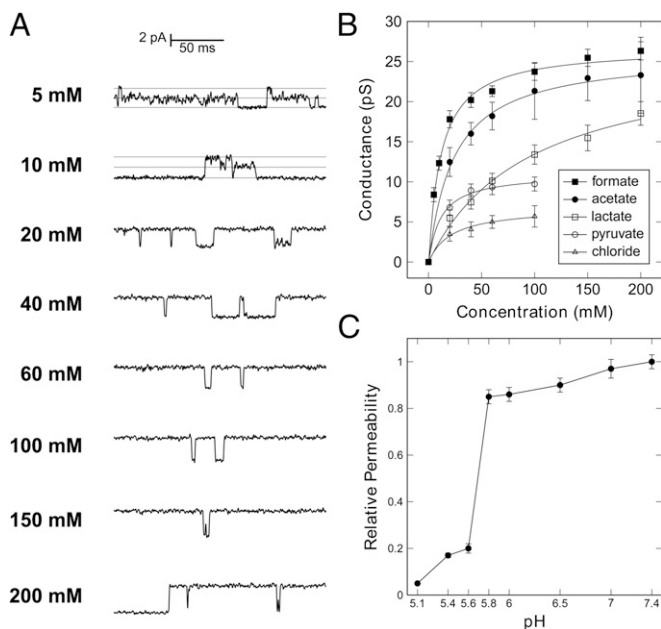 A
2 pA
50 ms
5 mM
10 mM
20 mM
40 mM
60 mM
100 mM
150 mM
200 mM
B
30
25
20
15
10
5
0
Conductance (pS)
formate
acetate
lactate
pyruvate
chloride
0 50 100 150 200
Concentration (mM)
C
1
0.8
0.6
0.4
0.2
0
Relative Permeability
5.1 5.4 5.6 5.8 6 6.5 7 7.4
pH